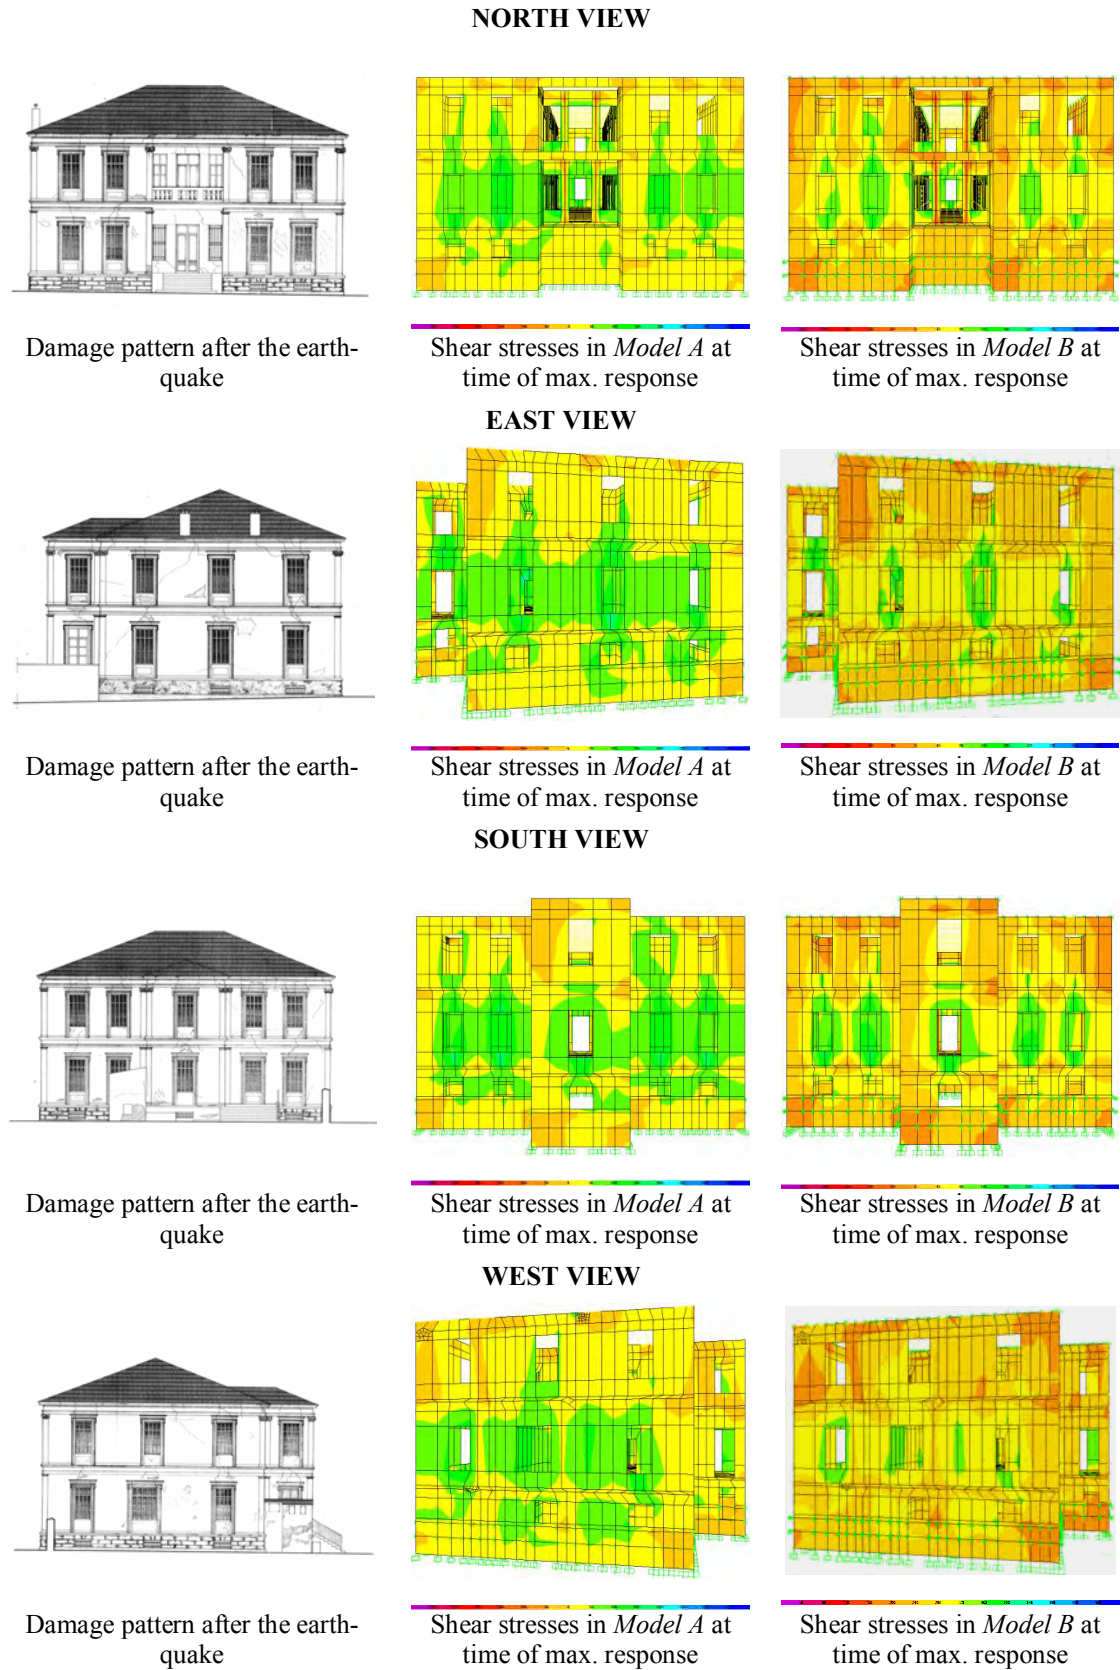 NORTH VIEW
Damage pattern after the earth-
quake
Shear stresses in Model A at
time of max. response
Shear stresses in Model B at
time of max. response
EAST VIEW
Damage pattern after the earth-
quake
Shear stresses in Model A at
time of max. response
Shear stresses in Model B at
time of max. response
SOUTH VIEW
Damage pattern after the earth-
quake
Shear stresses in Model A at
time of max. response
Shear stresses in Model B at
time of max. response
WEST VIEW
Damage pattern after the earth-
quake
Shear stresses in Model A at
time of max. response
Shear stresses in Model B at
time of max. response